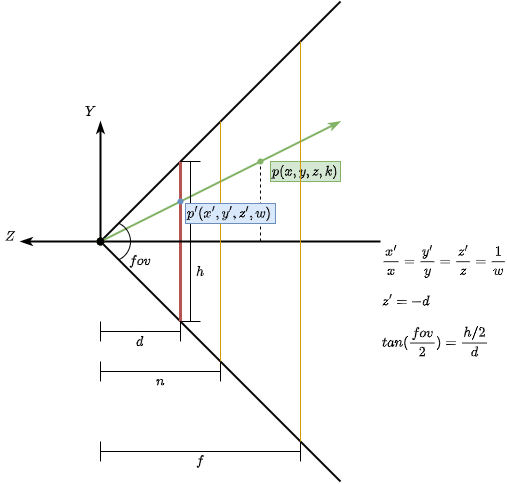 Y
p(x, y, z, k)
p′(x′, y′, z′, w)
Z
fov
h
x′/x = y′/y = z′/z = 1/w
z′ = −d
tan(fov/2) = (h/2)/d
d
n
f